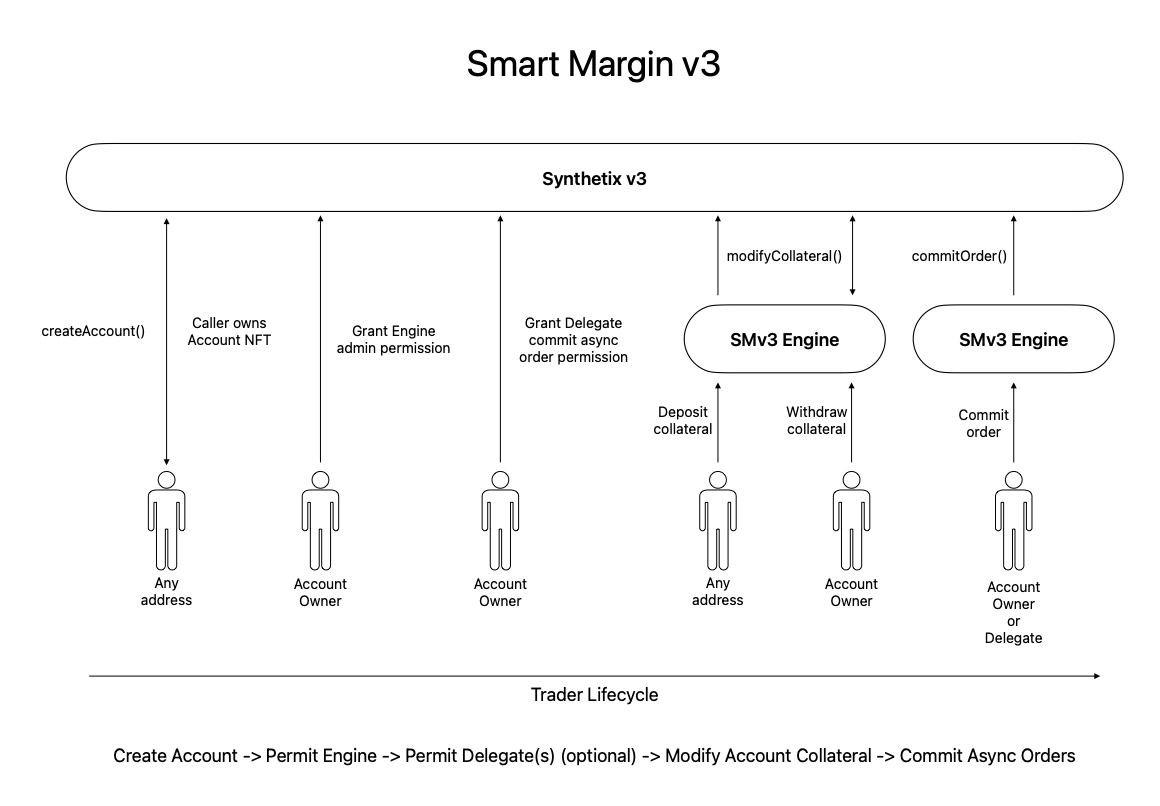 Smart Margin v3
Synthetix v3
createAccount()
Caller owns
Account NFT
Grant Engine
admin permission
Grant Delegate
commit async
order permission
modifyCollateral()
commitOrder()
SMv3 Engine
SMv3 Engine
Deposit
collateral
Withdraw
collateral
Commit
order
Any
address
Account
Owner
Account
Owner
Any
address
Account
Owner
Account
Owner
or
Delegate
Trader Lifecycle
Create Account -> Permit Engine -> Permit Delegate(s) (optional) -> Modify Account Collateral -> Commit Async Orders